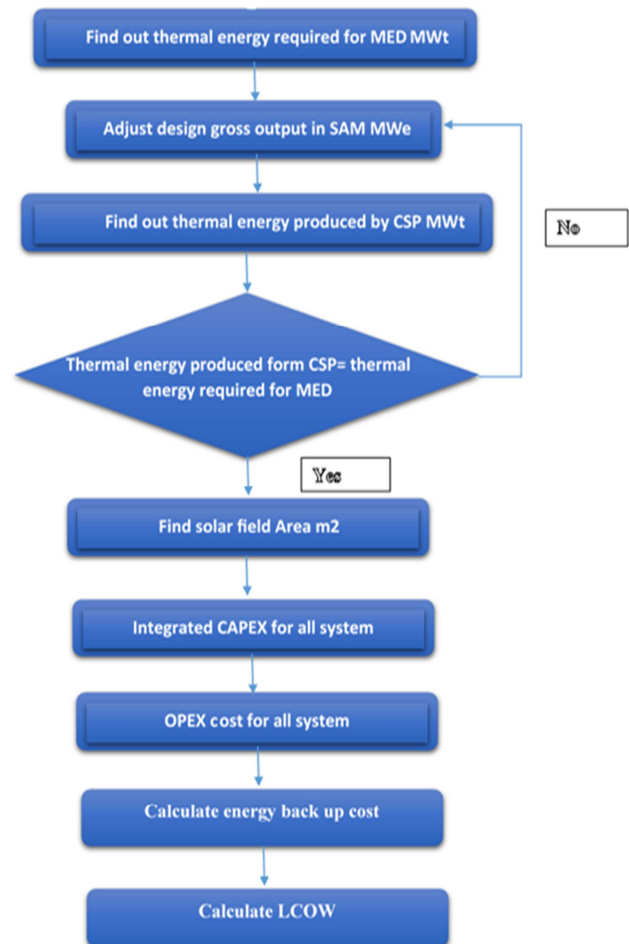 Find out thermal energy required for MED MWt
Adjust design gross output in SAM MWe
Find out thermal energy produced by CSP MWt
No
Thermal energy produced form CSP= thermal
energy required for MED
Yes
Find solar field Area m2
Integrated CAPEX for all system
OPEX cost for all system
Calculate energy back up cost
Calculate LCOW